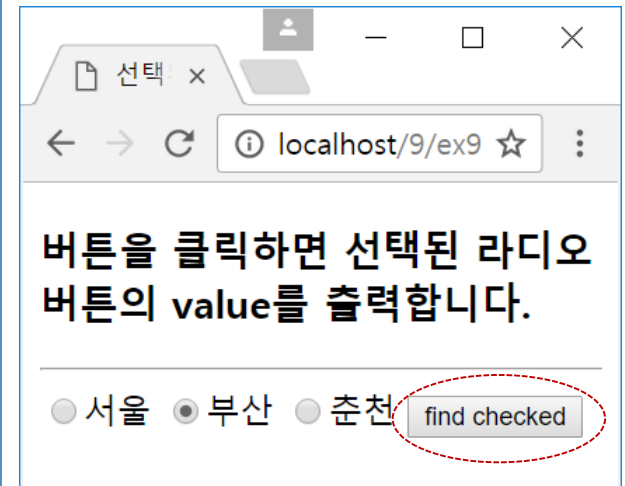 선택
localhost/9/ex9
버튼을 클릭하면 선택된 라디오
버튼의 value를 출력합니다.
서울 부산 춘천 find checked